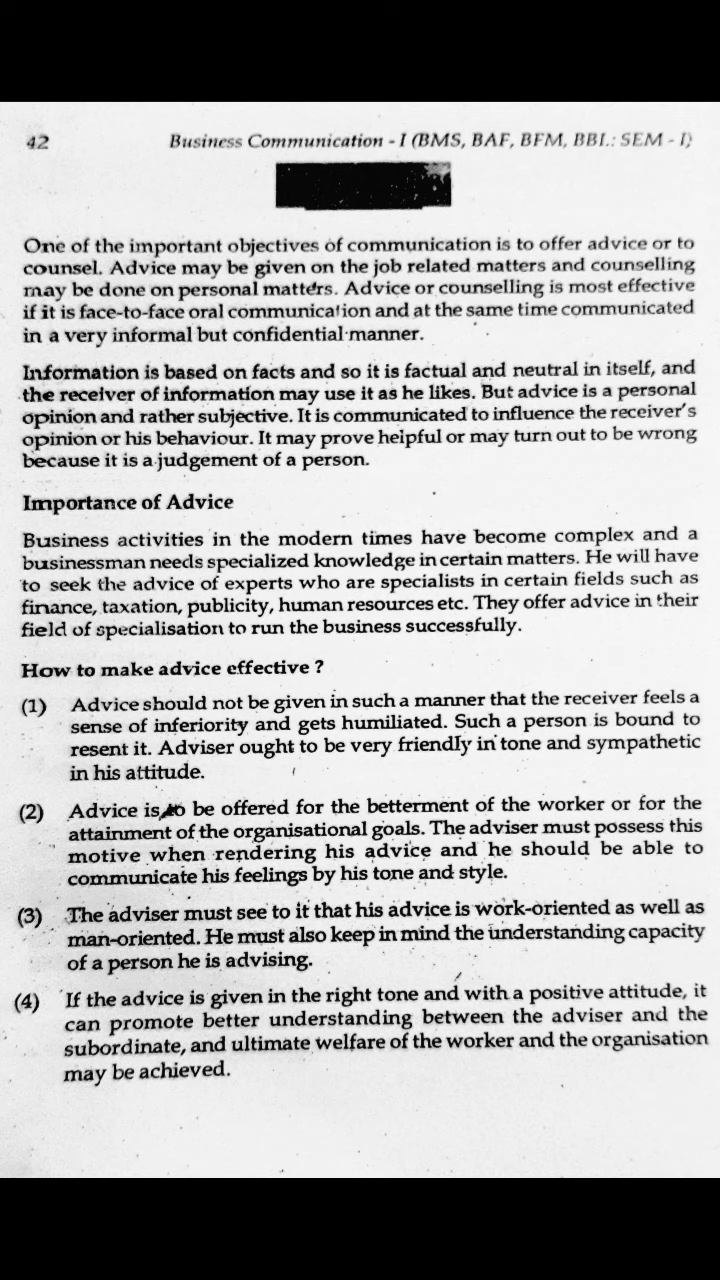 42 Business Communication - I (BMS, BAF, BFM, BBI.: SEM - I)
One of the important objectives of communication is to offer advice or to
counsel. Advice may be given on the job related matters and counselling
may be done on personal matters. Advice or counselling is most effective
if it is face-to-face oral communication and at the same time communicated
in a very informal but confidential manner.
Information is based on facts and so it is factual and neutral in itself, and
the receiver of information may use it as he likes. But advice is a personal
opinion and rather subjective. It is communicated to influence the receiver's
opinion or his behaviour. It may prove helpful or may turn out to be wrong
because it is a judgement of a person.
Importance of Advice
Business activities in the modern times have become complex and a
businessman needs specialized knowledge in certain matters. He will have
to seek the advice of experts who are specialists in certain fields such as
finance, taxation, publicity, human resources etc. They offer advice in their
field of specialisation to run the business successfully.
How to make advice effective ?
(1) Advice should not be given in such a manner that the receiver feels a
sense of inferiority and gets humiliated. Such a person is bound to
resent it. Adviser ought to be very friendly in tone and sympathetic
in his attitude.
(2) Advice is to be offered for the betterment of the worker or for the
attainment of the organisational goals. The adviser must possess this
motive when rendering his advice and he should be able to
communicate his feelings by his tone and style.
(3) The adviser must see to it that his advice is work-oriented as well as
man-oriented. He must also keep in mind the understanding capacity
of a person he is advising.
(4) If the advice is given in the right tone and with a positive attitude, it
can promote better understanding between the adviser and the
subordinate, and ultimate welfare of the worker and the organisation
may be achieved.